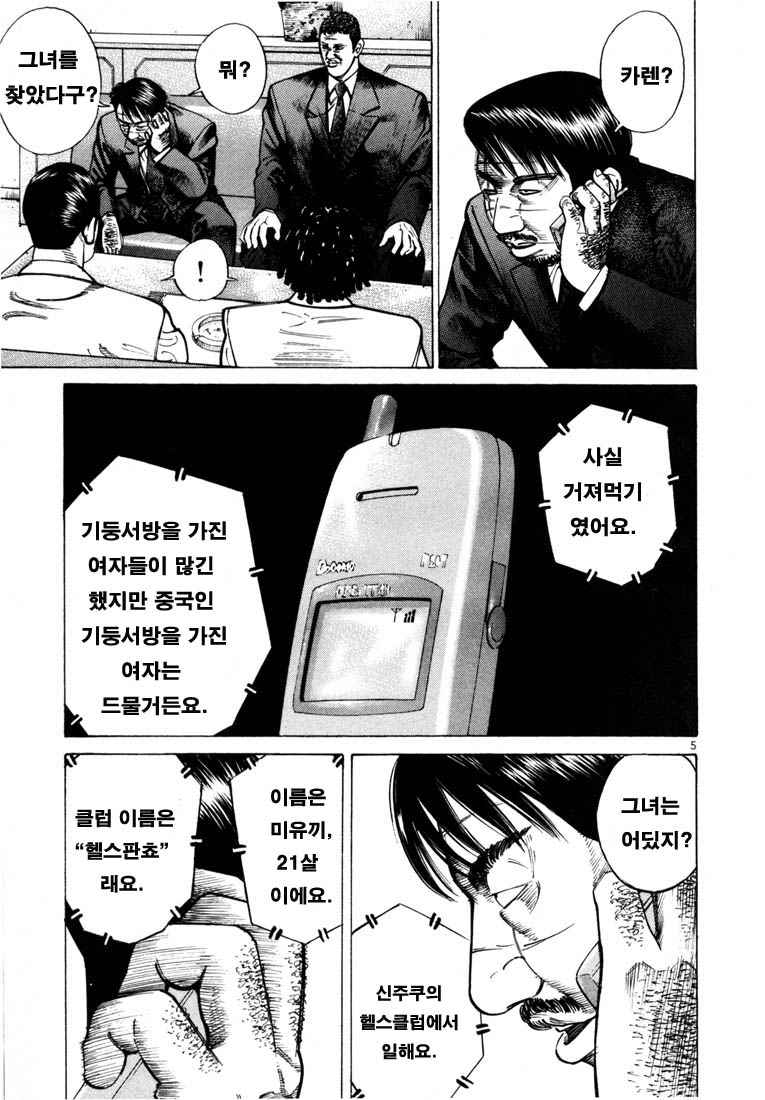 카렌?
뭐?
그녀를
찾았다구?
!
사실
거져먹기
였어요.
기둥서방을 가진
여자들이 많긴
했지만 중국인
기둥서방을 가진
여자는
드물거든요.
5
그녀는
어딨지?
신주쿠의
헬스클럽에서
일해요.
이름은
미유끼,
21살
이에요.
클럽 이름은
“헬스판쵸”
래요.